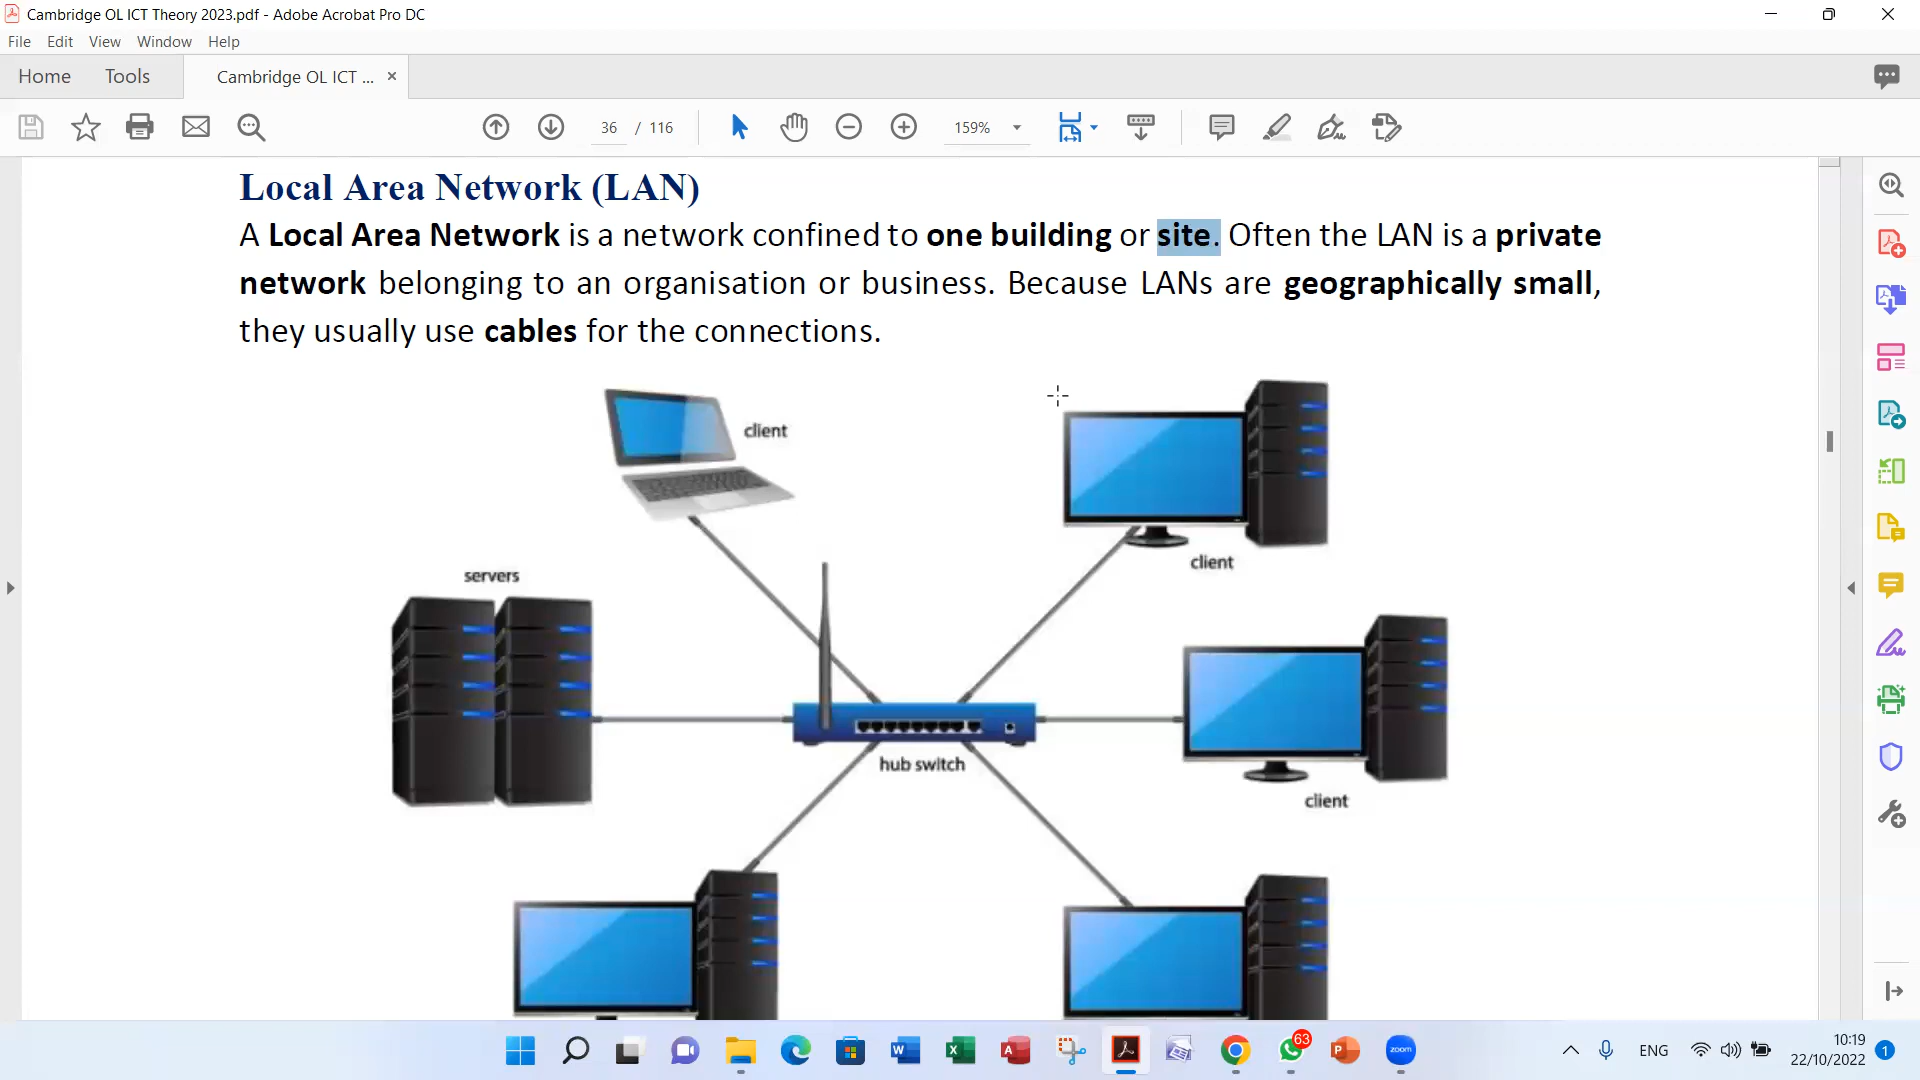 Cambridge OL ICT Theory 2023.pdf - Adobe Acrobat Pro DC
File Edit View Window Help
Home Tools Cambridge OL ICT ... ×
36 / 116 159%
Local Area Network (LAN)
A Local Area Network is a network confined to one building or site. Often the LAN is a private
network belonging to an organisation or business. Because LANs are geographically small,
they usually use cables for the connections.
client
client
servers
hub switch
client
63
zoom
ENG
10:19
22/10/2022
1